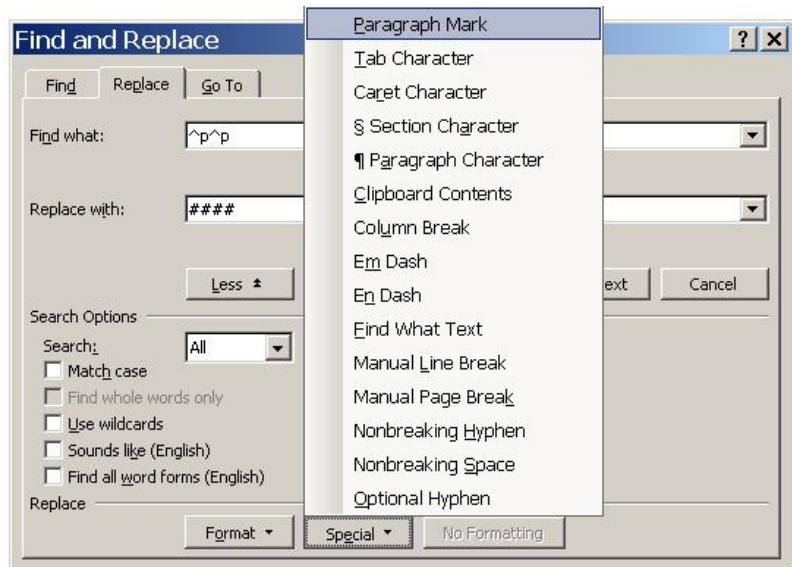 Find and Replace
Find Replace Go To
Find what: ^p^p
Replace with: ####
Less ext Cancel
Search Options
Search: All
Match case
Find whole words only
Use wildcards
Sounds like (English)
Find all word forms (English)
Replace
Format Special No Formatting
Paragraph Mark
Tab Character
Caret Character
§ Section Character
¶ Paragraph Character
Clipboard Contents
Column Break
Em Dash
En Dash
Find What Text
Manual Line Break
Manual Page Break
Nonbreaking Hyphen
Nonbreaking Space
Optional Hyphen